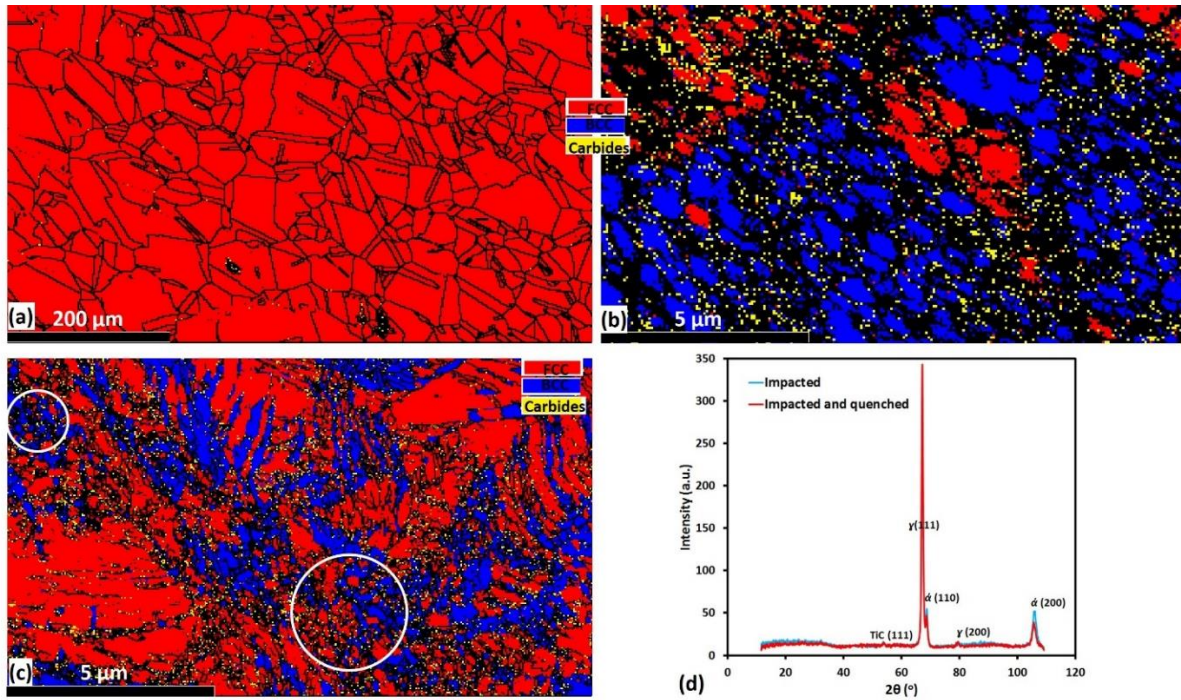 FCC
BCC
Carbides
(a)
200 µm
(b)
5 µm
FCC
BCC
Carbides
(c)
5 µm
350
300
250
200
150
100
50
0
0
20
40
60
80
100
120
Intensity (a.u.)
2θ (°)
Impacted
Impacted and quenched
ɣ(111)
ά (110)
ά (200)
TiC (111)
ɣ (200)
(d)